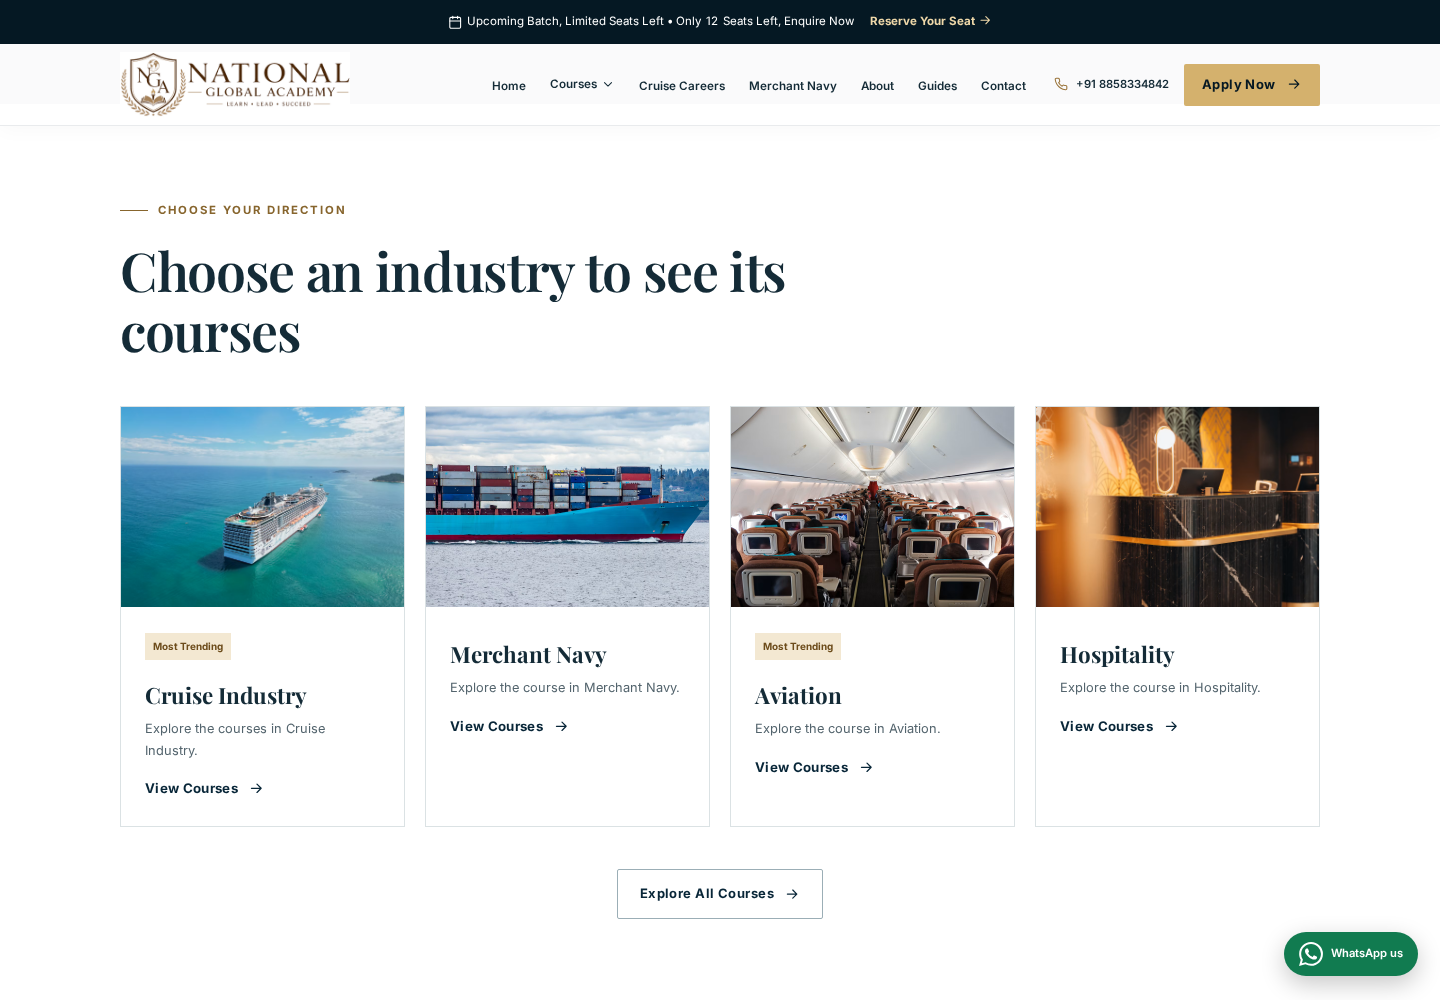 Upcoming Batch, Limited Seats Left • Only 12 Seats Left, Enquire Now Reserve Your Seat →
NGA
NATIONAL
GLOBAL ACADEMY
LEARN • LEAD • SUCCEED
Home Courses Cruise Careers Merchant Navy About Guides Contact +91 8858334842 Apply Now →
CHOOSE YOUR DIRECTION
Choose an industry to see its
courses
Most Trending
Cruise Industry
Explore the courses in Cruise
Industry.
View Courses →
Merchant Navy
Explore the course in Merchant Navy.
View Courses →
Most Trending
Aviation
Explore the course in Aviation.
View Courses →
Hospitality
Explore the course in Hospitality.
View Courses →
Explore All Courses →
WhatsApp us